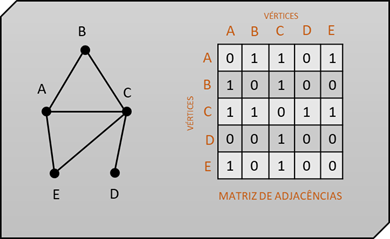 B
A
C
E
D
VÉRTICES
A B C D E
VÉRTICES
A 0 1 1 0 1
B 1 0 1 0 0
C 1 1 0 1 1
D 0 0 1 0 0
E 1 0 1 0 0
MATRIZ DE ADJACÊNCIAS